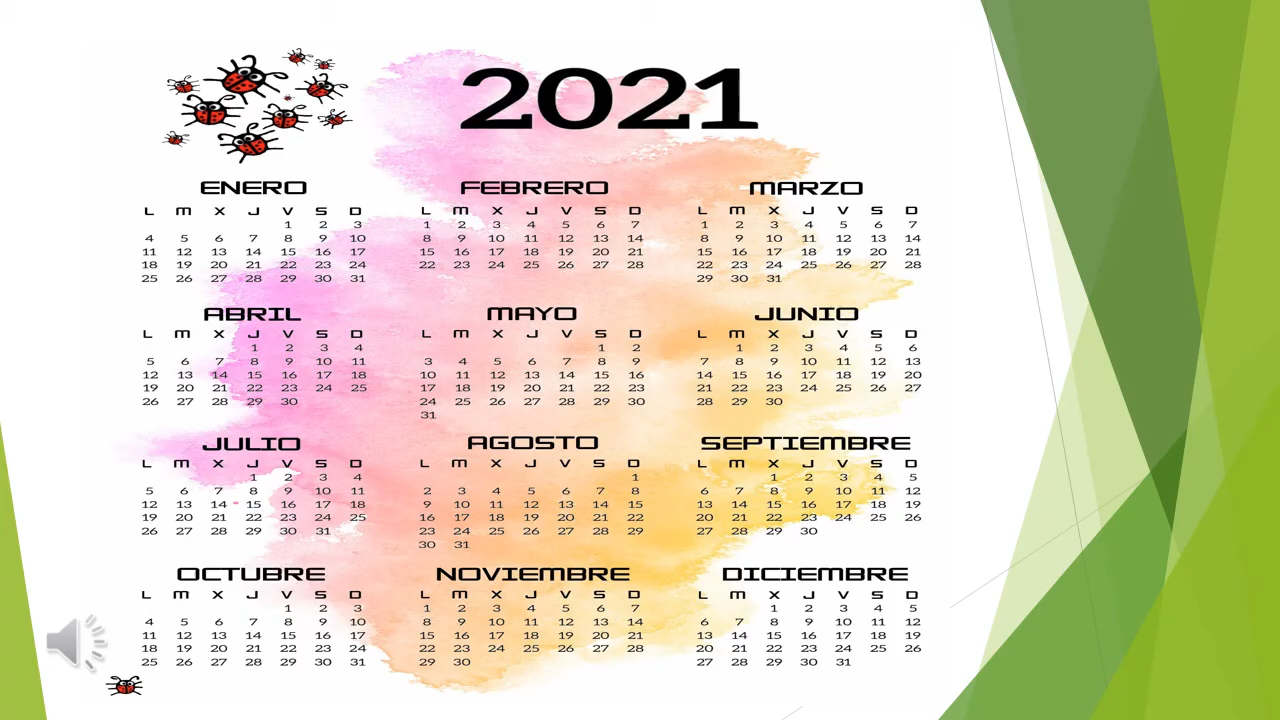 2021
ENERO FEBRERO MARZO
L M X J V S D L M X J V S D L M X J V S D
1 2 3 1 2 3 4 5 6 7 1 2 3 4 5 6 7
4 5 6 7 8 9 10 8 9 10 11 12 13 14 8 9 10 11 12 13 14
11 12 13 14 15 16 17 15 16 17 18 19 20 21 15 16 17 18 19 20 21
18 19 20 21 22 23 24 22 23 24 25 26 27 28 22 23 24 25 26 27 28
25 26 27 28 29 30 31 29 30 31
ABRIL MAYO JUNIO
L M X J V S D L M X J V S D L M X J V S D
1 2 3 4 1 2 1 2 3 4 5 6
5 6 7 8 9 10 11 3 4 5 6 7 8 9 7 8 9 10 11 12 13
12 13 14 15 16 17 18 10 11 12 13 14 15 16 14 15 16 17 18 19 20
19 20 21 22 23 24 25 17 18 19 20 21 22 23 21 22 23 24 25 26 27
26 27 28 29 30 24 25 26 27 28 29 30 28 29 30
31
JULIO AGOSTO SEPTIEMBRE
L M X J V S D L M X J V S D L M X J V S D
1 2 3 4 1 1 2 3 4 5
5 6 7 8 9 10 11 2 3 4 5 6 7 8 6 7 8 9 10 11 12
12 13 14 15 16 17 18 9 10 11 12 13 14 15 13 14 15 16 17 18 19
19 20 21 22 23 24 25 16 17 18 19 20 21 22 20 21 22 23 24 25 26
26 27 28 29 30 31 23 24 25 26 27 28 29 27 28 29 30
30 31
OCTUBRE NOVIEMBRE DICIEMBRE
L M X J V S D L M X J V S D L M X J V S D
1 2 3 1 2 3 4 5 6 7 1 2 3 4 5
4 5 6 7 8 9 10 8 9 10 11 12 13 14 6 7 8 9 10 11 12
11 12 13 14 15 16 17 15 16 17 18 19 20 21 13 14 15 16 17 18 19
18 19 20 21 22 23 24 22 23 24 25 26 27 28 20 21 22 23 24 25 26
25 26 27 28 29 30 31 29 30 27 28 29 30 31